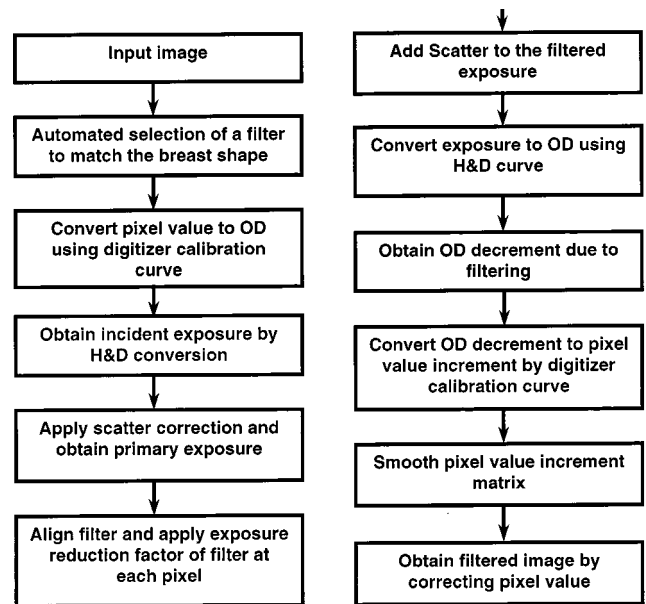 Input image
Automated selection of a filter
to match the breast shape
Convert pixel value to OD
using digitizer calibration
curve
Obtain incident exposure by
H&D conversion
Apply scatter correction and
obtain primary exposure
Align filter and apply exposure
reduction factor of filter at
each pixel
Add Scatter to the filtered
exposure
Convert exposure to OD using
H&D curve
Obtain OD decrement due to
filtering
Convert OD decrement to pixel
value increment by digitizer
calibration curve
Smooth pixel value increment
matrix
Obtain filtered image by
correcting pixel value